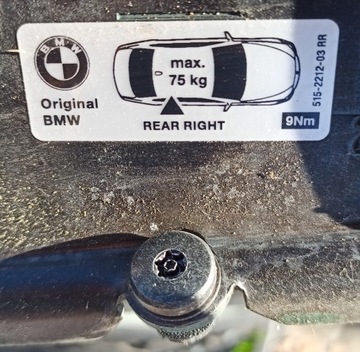 BMW
Original
BMW
max.
75 kg
REAR RIGHT
9Nm
515-2212-03 RR